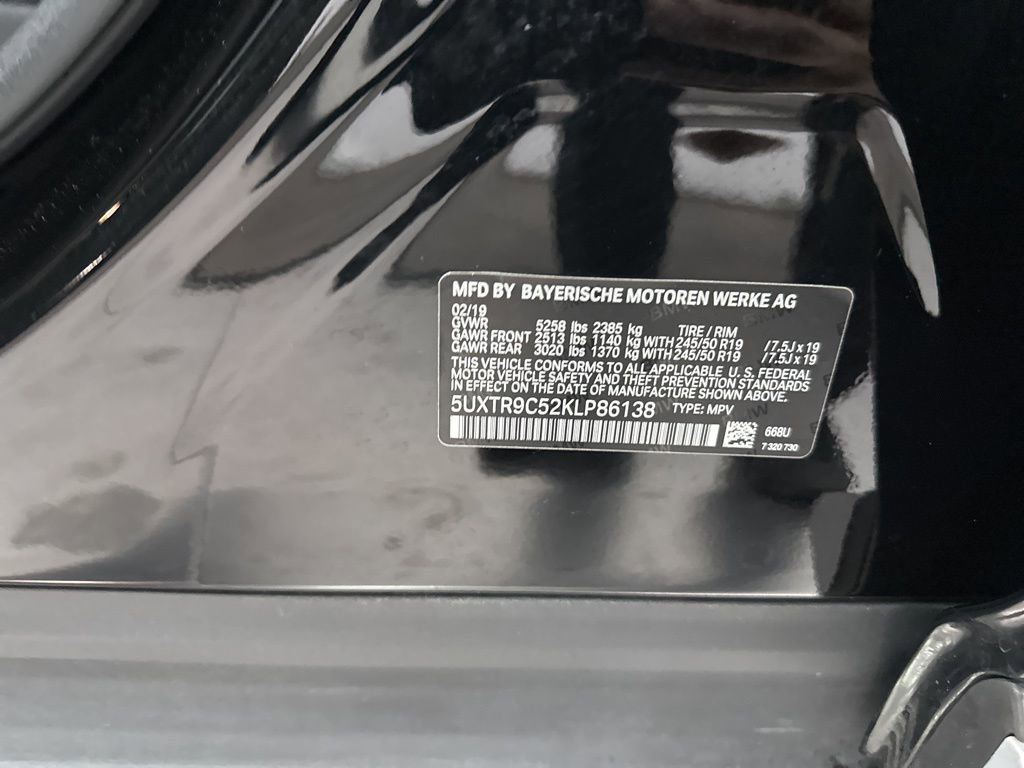 MFD BY BAYERISCHE MOTOREN WERKE AG
02/19
GVWR 5258 lbs 2385 kg TIRE / RIM
GAWR FRONT 2513 lbs 1140 kg WITH 245/50 R19 /7.5J x 19
GAWR REAR 3020 lbs 1370 kg WITH 245/50 R19 /7.5J x 19
THIS VEHICLE CONFORMS TO ALL APPLICABLE U. S. FEDERAL
MOTOR VEHICLE SAFETY AND THEFT PREVENTION STANDARDS
IN EFFECT ON THE DATE OF MANUFACTURE SHOWN ABOVE.
5UXTR9C52KLP86138 TYPE: MPV
668U
7 320 730